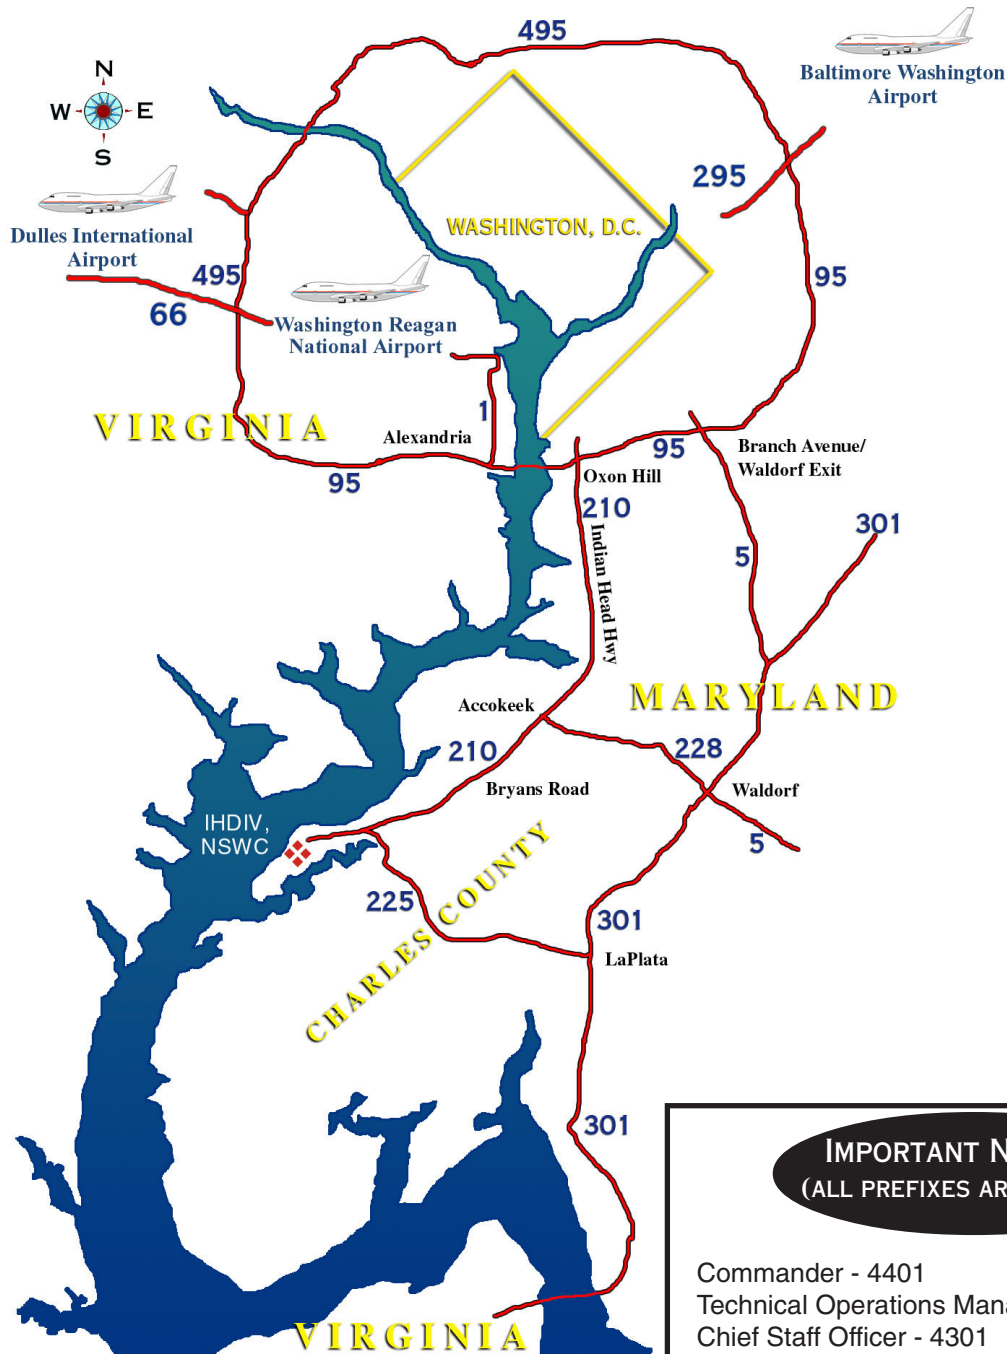 495
Baltimore Washington
Airport
N
W
E
S
295
Dulles International
Airport
WASHINGTON, D.C.
495
95
66
Washington Reagan
National Airport
VIRGINIA
1
Alexandria
95
Branch Avenue/
Waldorf Exit
95
Oxon Hill
210
301
Indian Head Hwy
5
MARYLAND
Accokeek
210
228
Bryans Road
Waldorf
IHDIV,
NSWC
5
CHARLES COUNTY
225
301
LaPlata
301
IMPORTANT
(ALL PREFIXES
Commander - 4401
Technical Operations
Chief Staff Officer - 4301
VIRGINIA